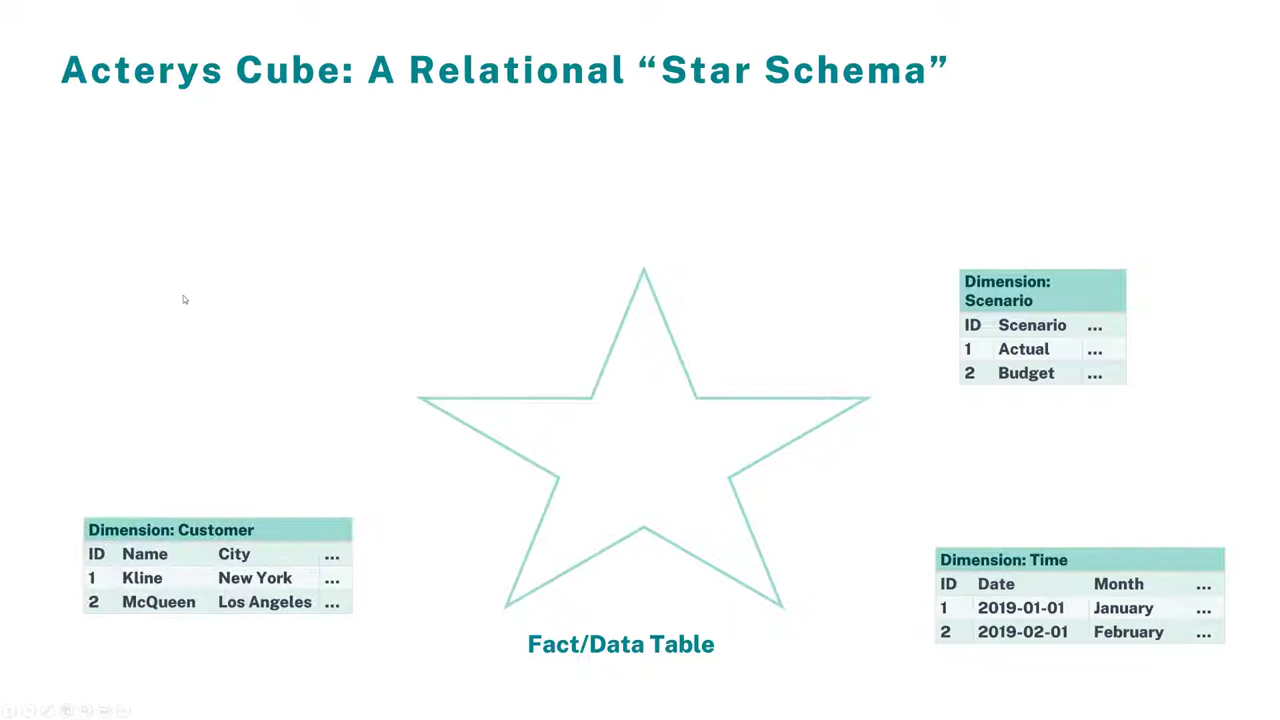 Acterys Cube: A Relational “Star Schema”
Dimension:
Scenario
ID Scenario ...
1 Actual ...
2 Budget ...
Dimension: Customer
ID Name City ...
1 Kline New York ...
2 McQueen Los Angeles ...
Dimension: Time
ID Date Month ...
1 2019-01-01 January ...
2 2019-02-01 February ...
Fact/Data Table